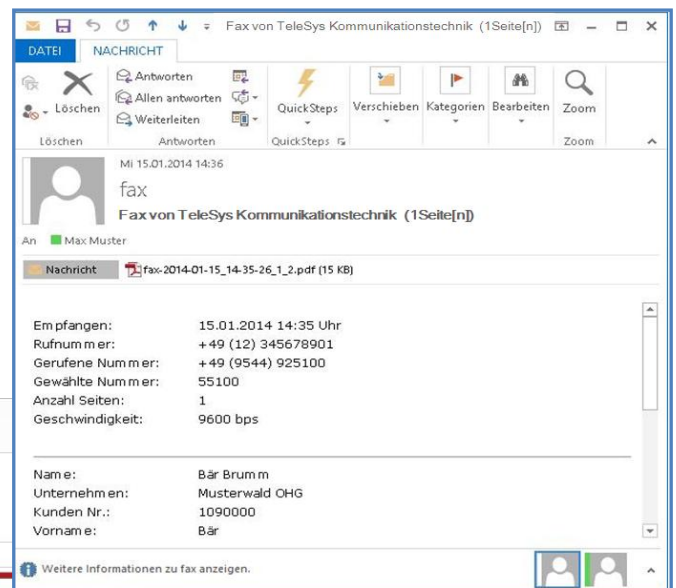 Fax von TeleSys Kommunikationstechnik (1Seite[n])
DATEI NACHRICHT
Löschen
Antworten
Allen antworten
Weiterleiten
QuickSteps
Verschieben
Kategorien
Bearbeiten
Zoom
Löschen Antworten QuickSteps Zoom
Mi 15.01.2014 14:36
fax
Fax von TeleSys Kommunikationstechnik (1Seite[n])
An Max Muster
Nachricht fax-2014-01-15_14-35-26_1_2.pdf (15 KB)
Empfangen: 15.01.2014 14:35 Uhr
Rufnummer: +49 (12) 345678901
Gerufene Nummer: +49 (9544) 925100
Gewählte Nummer: 55100
Anzahl Seiten: 1
Geschwindigkeit: 9600 bps
Name: Bär Brumm
Unternehmen: Musterwald OHG
Kunden Nr.: 1090000
Vorname: Bär
Weitere Informationen zu fax anzeigen.